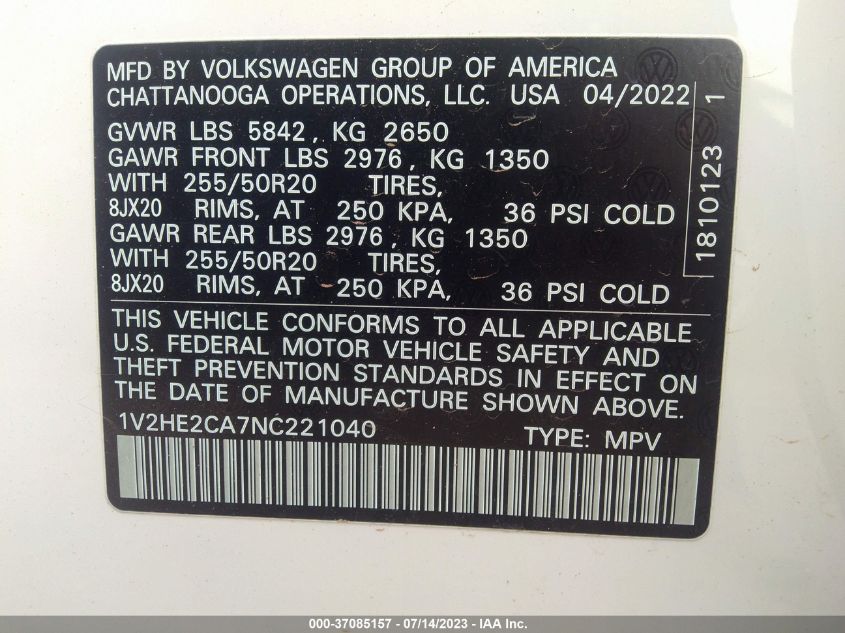 MFD BY VOLKSWAGEN GROUP OF AMERICA
CHATTANOOGA OPERATIONS, LLC. USA 04/2022
GVWR LBS 5842, KG 2650
GAWR FRONT LBS 2976, KG 1350
WITH 255/50R20 TIRES,
8JX20 RIMS, AT 250 KPA, 36 PSI COLD
GAWR REAR LBS 2976, KG 1350
WITH 255/50R20 TIRES,
8JX20 RIMS, AT 250 KPA, 36 PSI COLD
1810123 1
THIS VEHICLE CONFORMS TO ALL APPLICABLE
U.S. FEDERAL MOTOR VEHICLE SAFETY AND
THEFT PREVENTION STANDARDS IN EFFECT ON
THE DATE OF MANUFACTURE SHOWN ABOVE.
1V2HE2CA7NC221040 TYPE: MPV
000-37085157 - 07/14/2023 - IAA Inc.